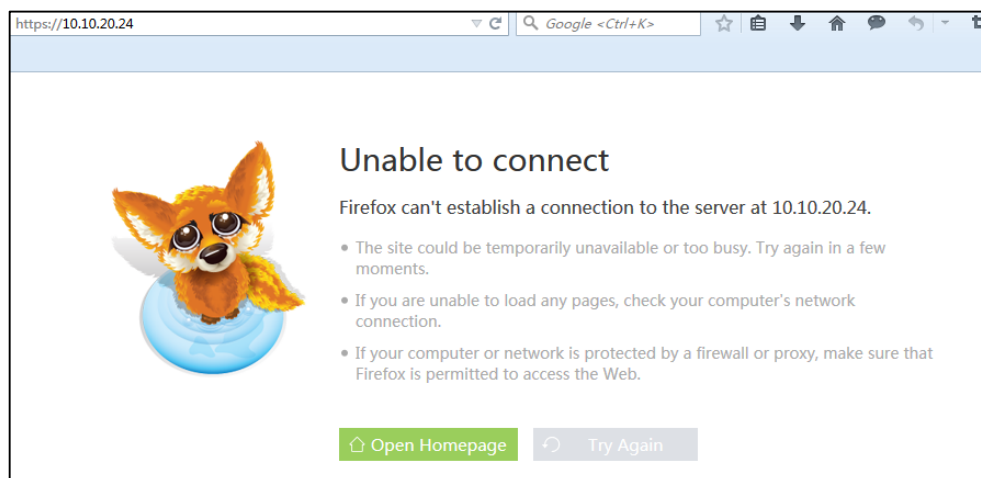 https://10.10.20.24
Google <Ctrl+K>
Unable to connect
Firefox can't establish a connection to the server at 10.10.20.24.
• The site could be temporarily unavailable or too busy. Try again in a few
moments.
• If you are unable to load any pages, check your computer's network
connection.
• If your computer or network is protected by a firewall or proxy, make sure that
Firefox is permitted to access the Web.
Open Homepage
Try Again